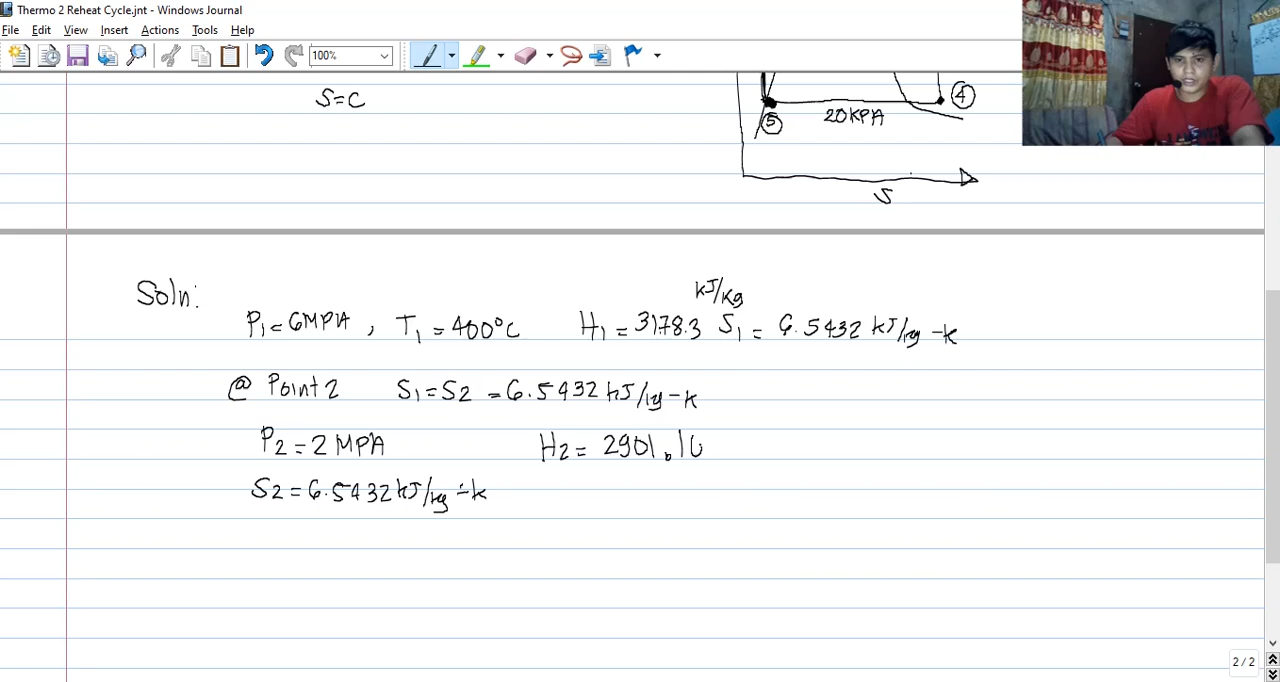 Thermo 2 Reheat Cycle.jnt - Windows Journal
File Edit View Insert Actions Tools Help
100%
S=C
5
20KPA
4
S
Soln:
kJ/kg
P1=6MPA , T1=400°C H1=3178.3 S1= 6.5432 kJ/kg-K
@ Point 2 S1=S2 =6.5432 kJ/kg-K
P2=2 MPA H2= 2901.10
S2=6.5432 kJ/kg-K
2 / 2